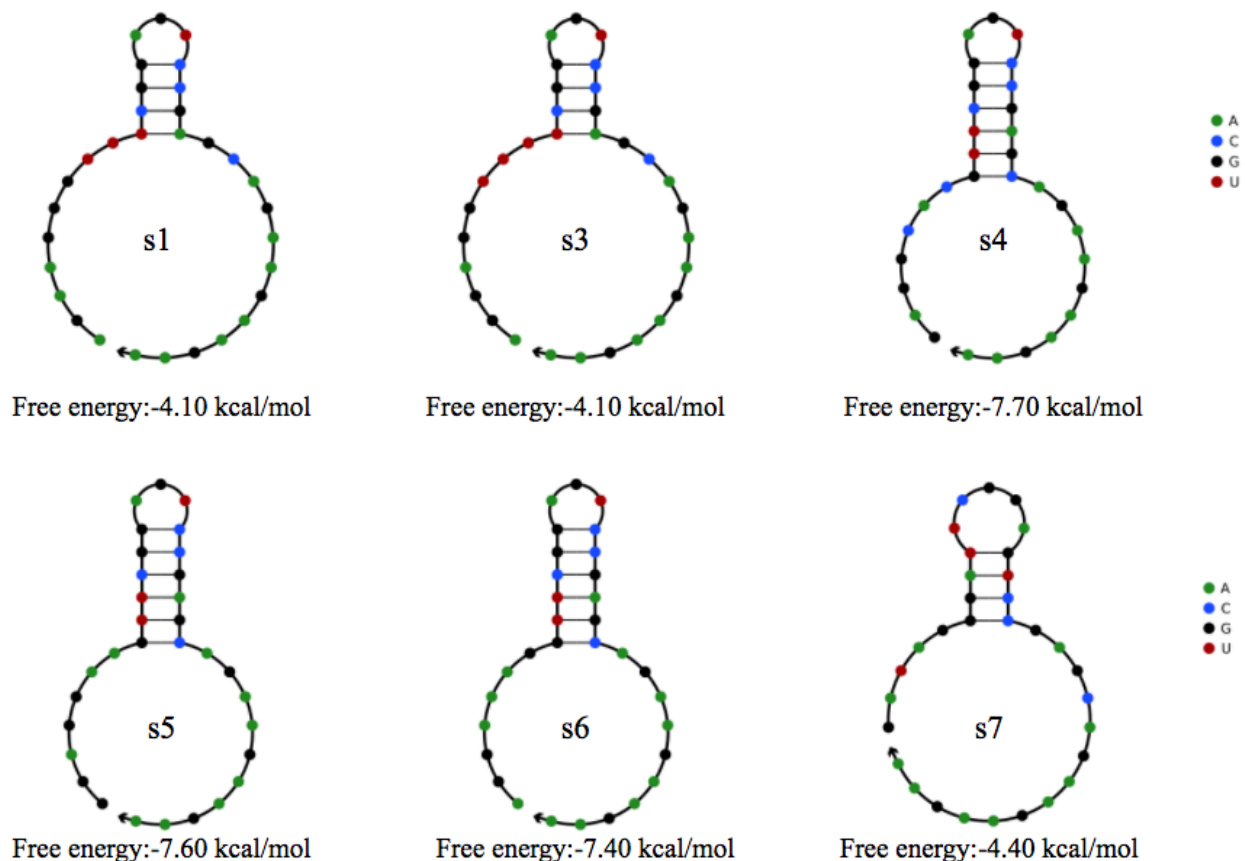 s1
s3
s4
A
C
G
U
Free energy:-4.10 kcal/mol
Free energy:-4.10 kcal/mol
Free energy:-7.70 kcal/mol
s5
s6
s7
A
C
G
U
Free energy:-7.60 kcal/mol
Free energy:-7.40 kcal/mol
Free energy:-4.40 kcal/mol